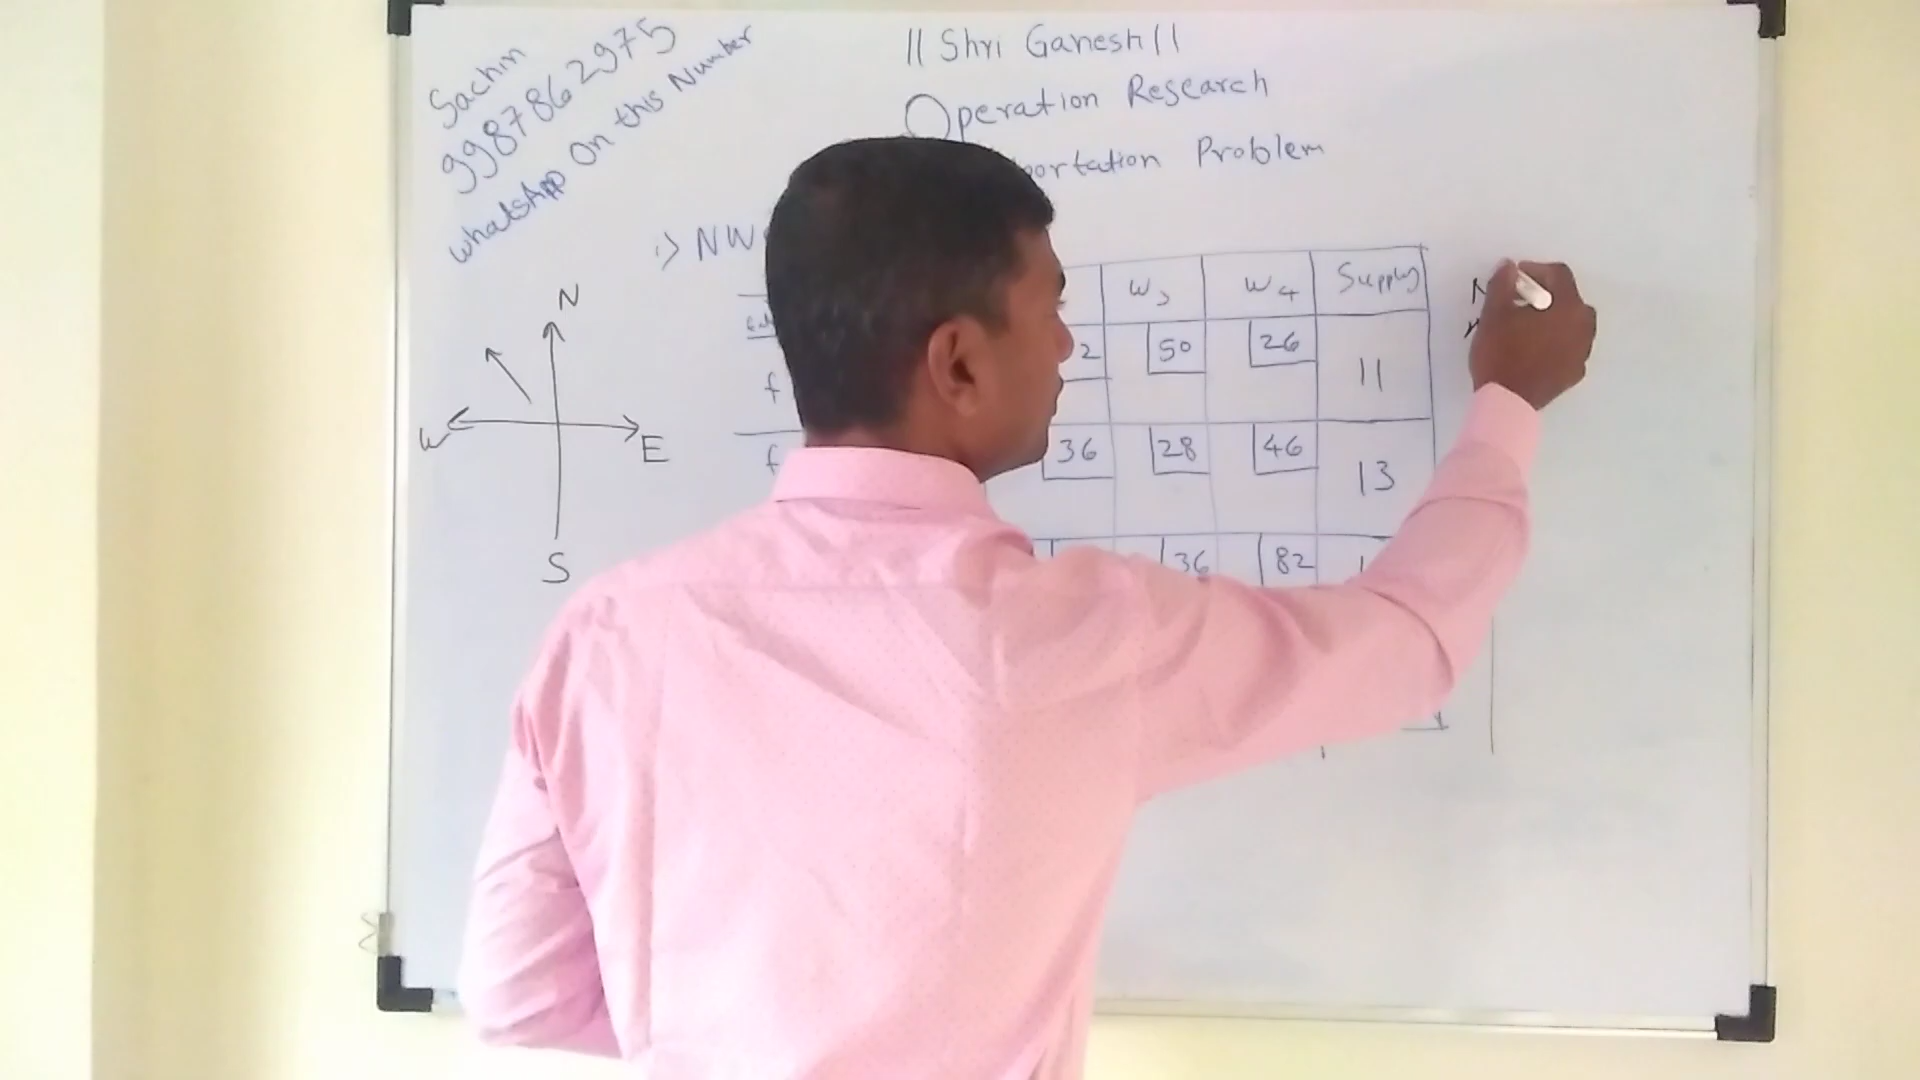 Sachin
9987862975
WhatsApp On this Number
|| Shri Ganesh ||
Operation Research
Problem
1) NW
N
W
E
S
W3 W4 Supply
2 50 26 11
f
36 28 46 13
f
36 82